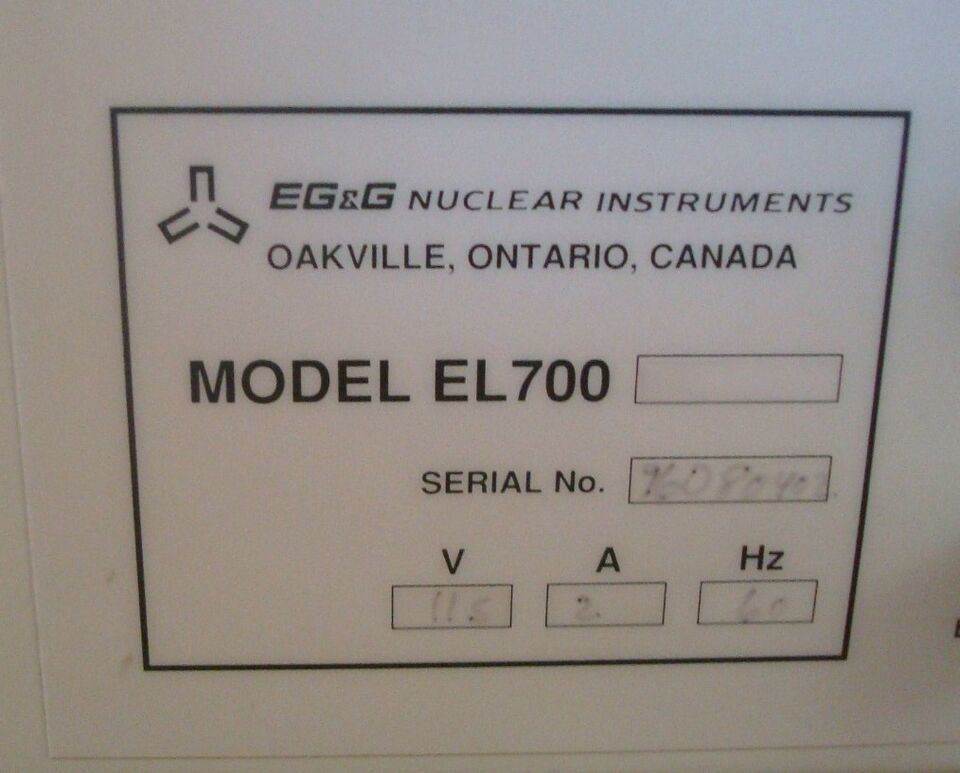 EG&G NUCLEAR INSTRUMENTS
OAKVILLE, ONTARIO, CANADA
MODEL EL700
SERIAL No.
V A Hz
115 2 60